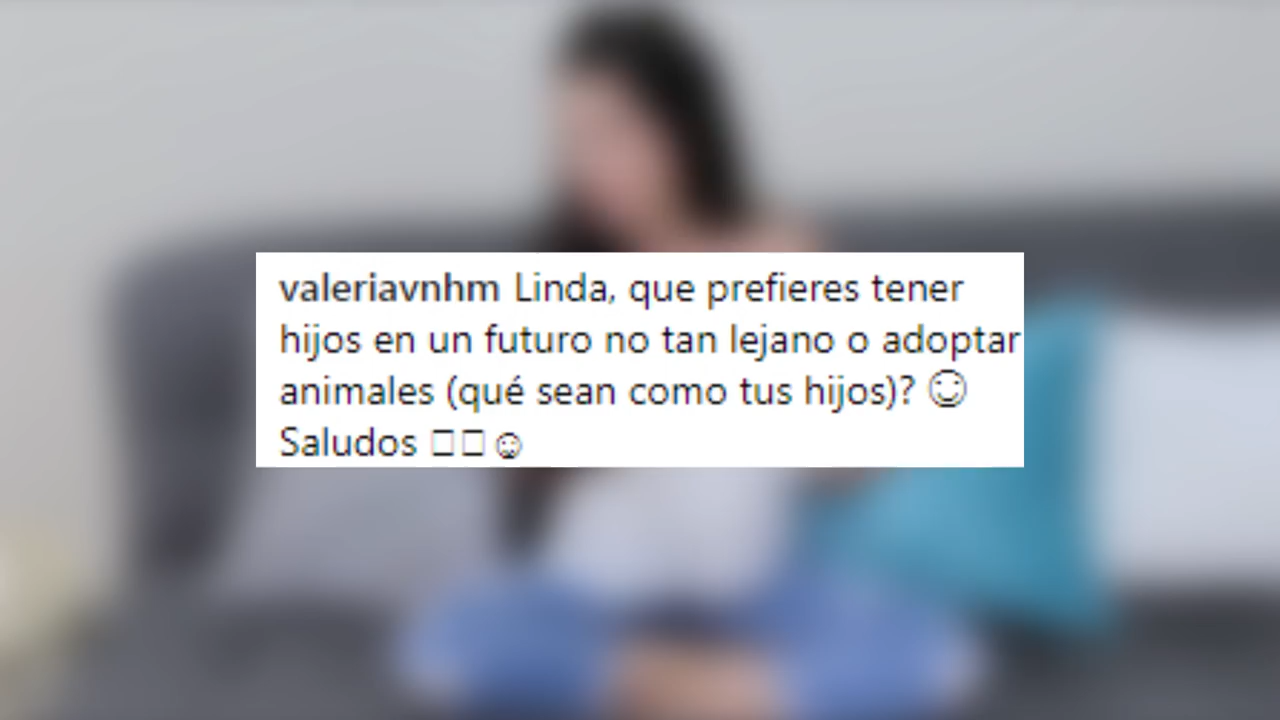 valeriavnhm Linda, que prefieres tener
hijos en un futuro no tan lejano o adoptar
animales (qué sean como tus hijos)? ☺
Saludos □□☺